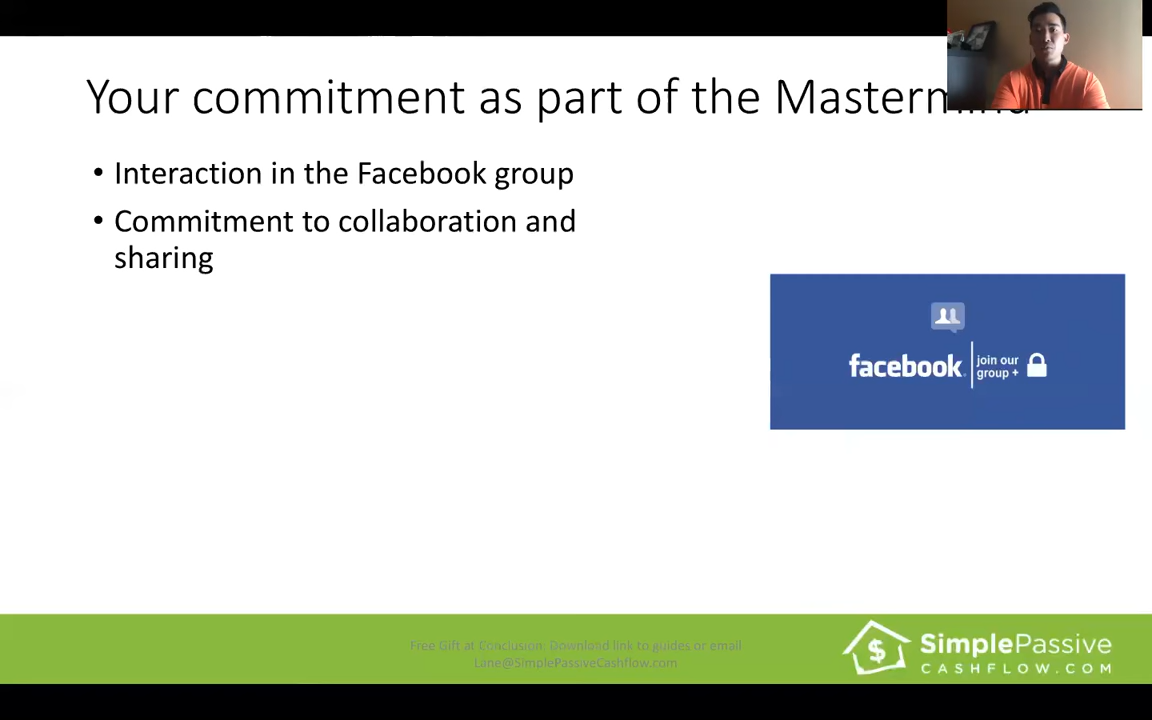 Your commitment as part of the Mastermind
• Interaction in the Facebook group
• Commitment to collaboration and
sharing
facebook
join our
group +
Free Gift at Conclusion: Download link to guides or email
Lane@SimplePassiveCashflow.com
SimplePassive
CASHFLOW.COM